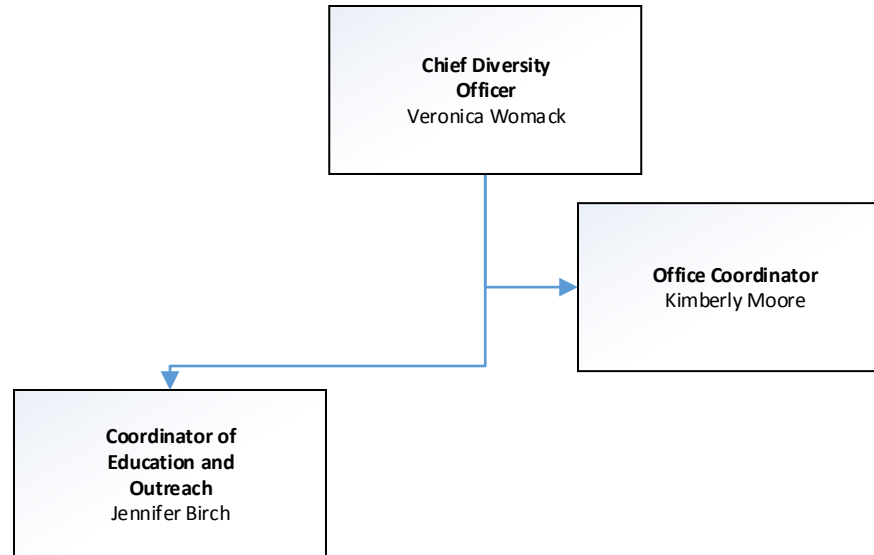 Chief Diversity
Officer
Veronica Womack
Office Coordinator
Kimberly Moore
Coordinator of
Education and
Outreach
Jennifer Birch